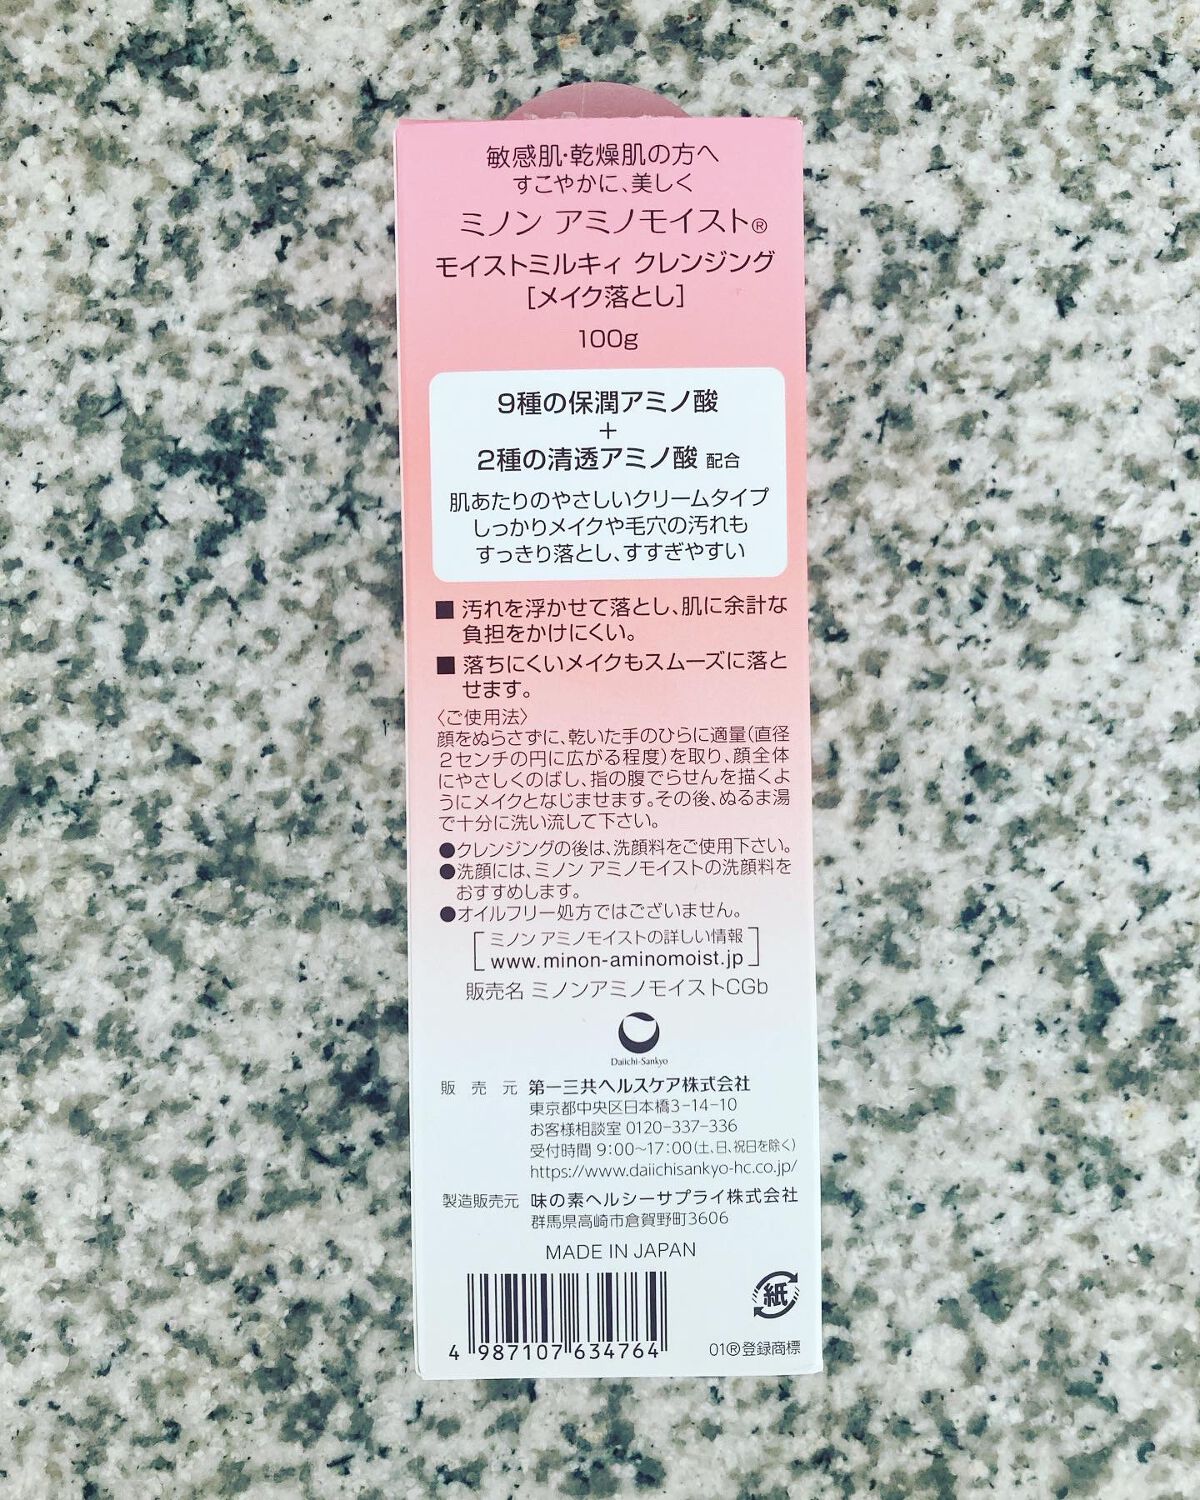 敏感肌・乾燥肌の方へ
すこやかに、美しく
ミノン アミノモイスト®
モイストミルキィ クレンジング
[メイク落とし]
100g
9種の保潤アミノ酸
+
2種の清透アミノ酸 配合
肌あたりのやさしいクリームタイプ
しっかりメイクや毛穴の汚れも
すっきり落とし、すすぎやすい
■ 汚れを浮かせて落とし、肌に余計な
負担をかけにくい。
■ 落ちにくいメイクもスムーズに落と
せます。
〈ご使用法〉
顔をぬらさずに、乾いた手のひらに適量(直径
2センチの円に広がる程度)を取り、顔全体
にやさしくのばし、指の腹でらせんを描くよ
うにメイクとなじませます。その後、ぬるま湯
で十分に洗い流して下さい。
●クレンジングの後は、洗顔料をご使用下さい。
●洗顔には、ミノン アミノモイストの洗顔料を
おすすめします。
●オイルフリー処方ではございません。
[ミノン アミノモイストの詳しい情報
www.minon-aminomoist.jp]
販売名 ミノンアミノモイストCGb
Daiichi-Sankyo
販売元 第一三共ヘルスケア株式会社
東京都中央区日本橋3-14-10
お客様相談室 0120-337-336
受付時間 9:00~17:00(土、日、祝日を除く)
https://www.daiichisankyo-hc.co.jp/
製造販売元 味の素ヘルシーサプライ株式会社
群馬県高崎市倉賀野町3606
MADE IN JAPAN
紙
4 987107 634764
01®登録商標